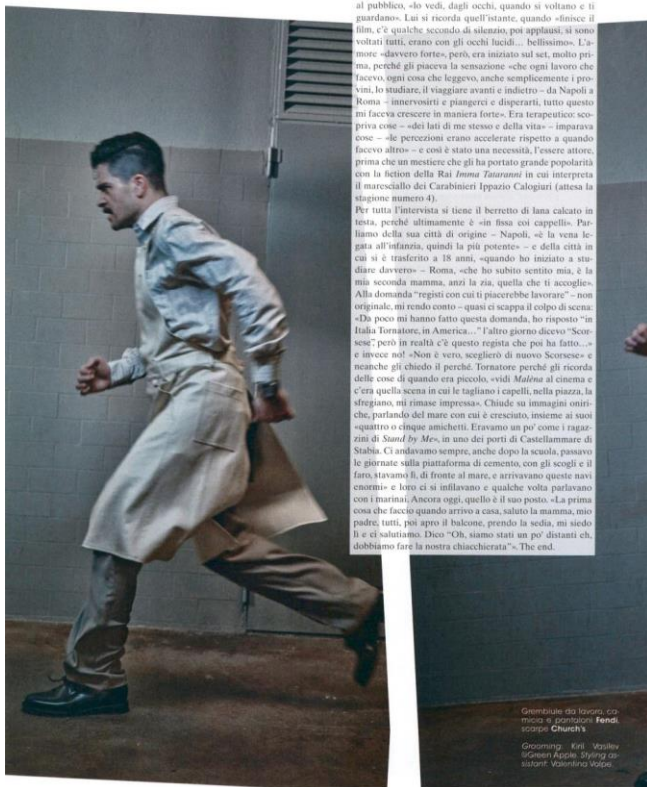 al pubblico, «lo vedi, dagli occhi, quando si voltano e ti
guardano». Lui si ricorda quell'istante, quando «finisce il
film, c'è qualche secondo di silenzio, poi applausi, si sono
voltati tutti, erano con gli occhi lucidi... bellissimo». L'a-
more «davvero forte», però, era iniziato sul set, molto pri-
ma, perché gli piaceva la sensazione «che ogni lavoro che
facevo, ogni cosa che leggevo, anche semplicemente i pro-
vini, lo studiare, il viaggiare avanti e indietro – da Napoli a
Roma – innervosirti e piangerci e disperarti, tutto questo
mi faceva crescere in maniera forte». Era terapeutico: sco-
priva cose – «dei lati di me stesso e della vita» – imparava
cose – «le percezioni erano accelerate rispetto a quando
facevo altro» – e così è stato una necessità, l'essere attore,
prima che un mestiere che gli ha portato grande popolarità
con la fiction della Rai Imma Tataranni in cui interpreta
il maresciallo dei Carabinieri Ippazio Calogiuri (attesa la
stagione numero 4).
Per tutta l'intervista si tiene il berretto di lana calcato in
testa, perché ultimamente è «in fissa coi cappelli». Par-
liamo della sua città di origine – Napoli, «è la vena le-
gata all'infanzia, quindi la più potente» – e della città in
cui si è trasferito a 18 anni, «quando ho iniziato a stu-
diare davvero» – Roma, «che ho subito sentito mia, è la
mia seconda mamma, anzi la zia, quella che ti accoglie».
Alla domanda "registi con cui ti piacerebbe lavorare" – non
originale, mi rendo conto – quasi ci scappa il colpo di scena:
«Da poco mi hanno fatto questa domanda, ho risposto "in
Italia Tornatore, in America..." l'altro giorno dicevo "Scor-
sese", però in realtà c'è questo regista che poi ha fatto...»
e invece no! «Non è vero, sceglierò di nuovo Scorsese» e
neanche gli chiedo il perché. Tornatore perché gli ricorda
delle cose di quando era piccolo, «vidi Malèna al cinema e
c'era quella scena in cui le tagliano i capelli, nella piazza, la
sfregiano, mi rimase impressa». Chiude su immagini oniri-
che, parlando del mare con cui è cresciuto, insieme ai suoi
«quattro o cinque amichetti. Eravamo un po' come i ragaz-
zini di Stand by Me», in uno dei porti di Castellammare di
Stabia. Ci andavamo sempre, anche dopo la scuola, passavo
le giornate sulla piattaforma di cemento, con gli scogli e il
faro, stavamo lì, di fronte al mare, e arrivavano queste navi
enormi» e loro ci si infilavano e qualche volta parlavano
con i marinai. Ancora oggi, quello è il suo posto. «La prima
cosa che faccio quando arrivo a casa, saluto la mamma, mio
padre, tutti, poi apro il balcone, prendo la sedia, mi siedo
lì e ci salutiamo. Dico "Oh, siamo stati un po' distanti eh,
dobbiamo fare la nostra chiacchierata"». The end.
Grembiule da lavoro, ca-
micia e pantaloni Fendi,
scarpe Church's
Grooming: Kiril Vasilev
@Green Apple. Styling as-
sistant: Valentina Volpe.